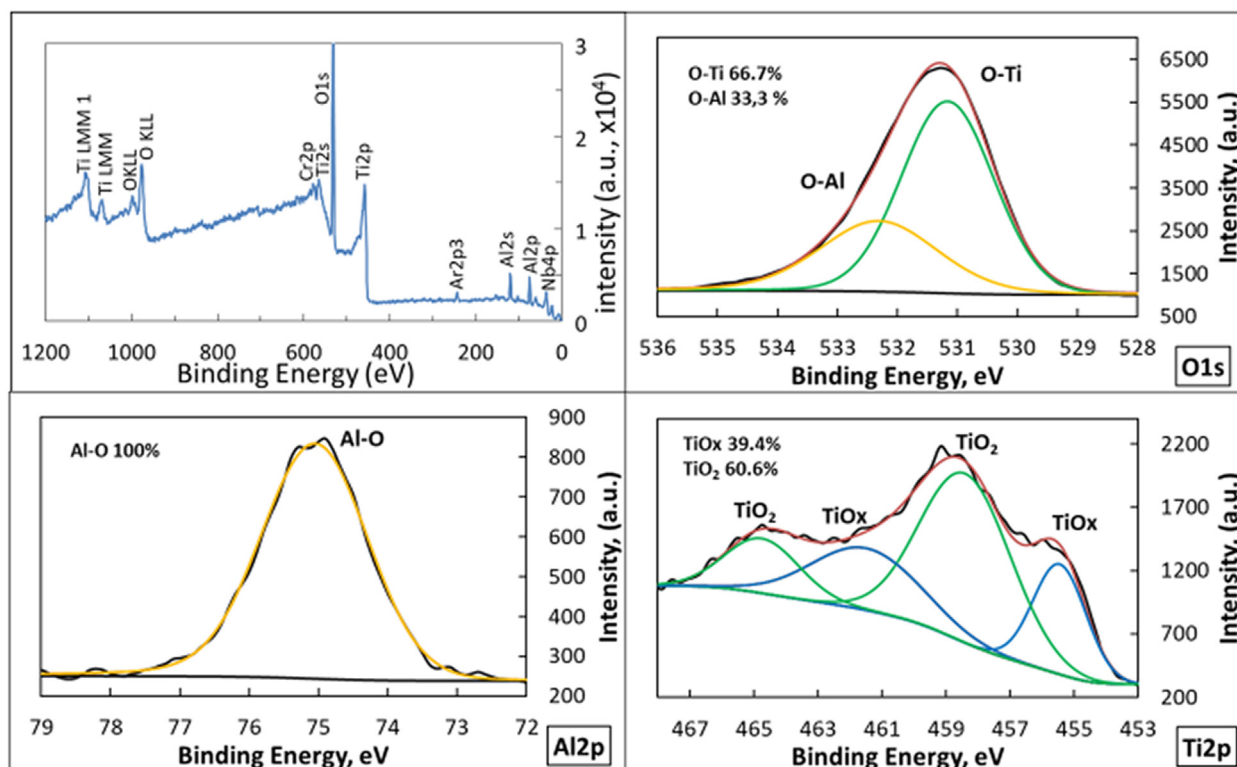 3
2
1
0
intensity (a.u., x10⁴)
Ti LMM 1
Ti LMM
OKLL
O KLL
Cr2p
Ti2s
O1s
Ti2p
Ar2p3
Al2s
Al2p
Nb4p
1200 1000 800 600 400 200 0
Binding Energy (eV)
O-Ti 66.7%
O-Al 33,3 %
O-Ti
O-Al
6500
5500
4500
3500
2500
1500
500
Intensity, (a.u.)
536 535 534 533 532 531 530 529 528
Binding Energy, eV
O1s
Al-O 100%
Al-O
900
800
700
600
500
400
300
200
Intensity, (a.u.)
79 78 77 76 75 74 73 72
Binding Energy, eV
Al2p
TiOx 39.4%
TiO₂ 60.6%
TiO₂
TiOx
TiO₂
TiOx
2200
1700
1200
700
200
Intensity, (a.u.)
467 465 463 461 459 457 455 453
Binding Energy, eV
Ti2p